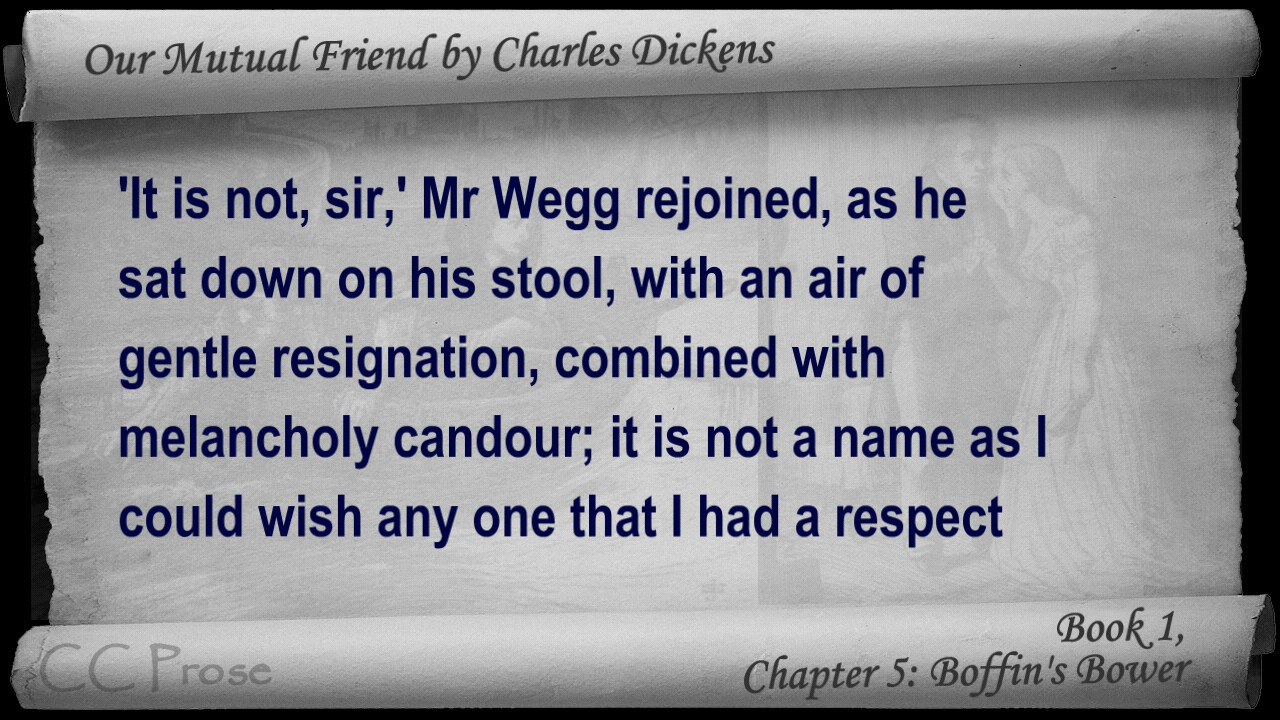 Our Mutual Friend by Charles Dickens
'It is not, sir,' Mr Wegg rejoined, as he
sat down on his stool, with an air of
gentle resignation, combined with
melancholy candour; it is not a name as I
could wish any one that I had a respect
Book 1,
CC Prose
Chapter 5: Boffin's Bower